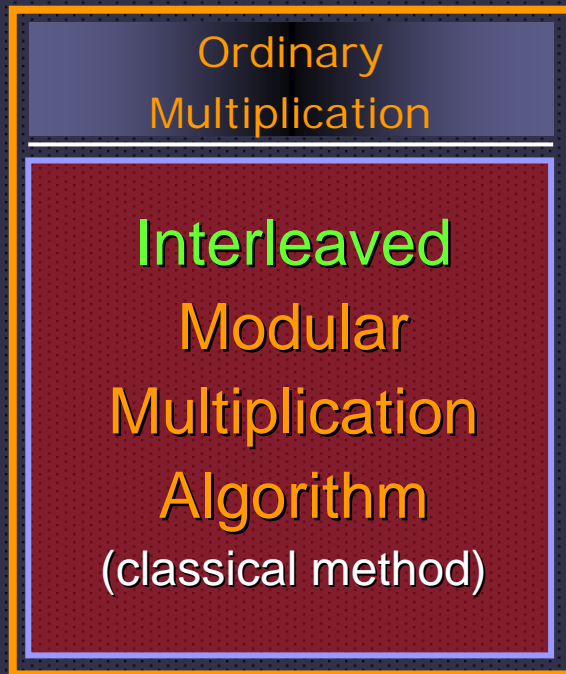 Ordinary
Multiplication
Interleaved
Modular
Multiplication
Algorithm
(classical method)